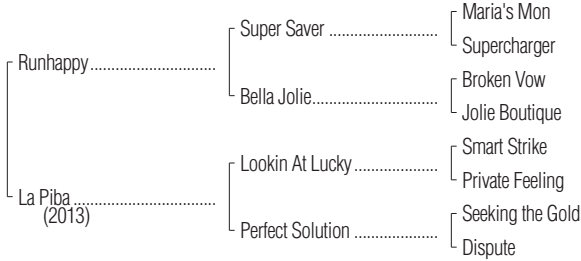 Maria's Mon
Super Saver ......................
Supercharger
Runhappy..........................
Broken Vow
Bella Jolie..........................
Jolie Boutique
Smart Strike
Lookin At Lucky.................
Private Feeling
La Piba .............................
(2013)
Seeking the Gold
Perfect Solution .................
Dispute